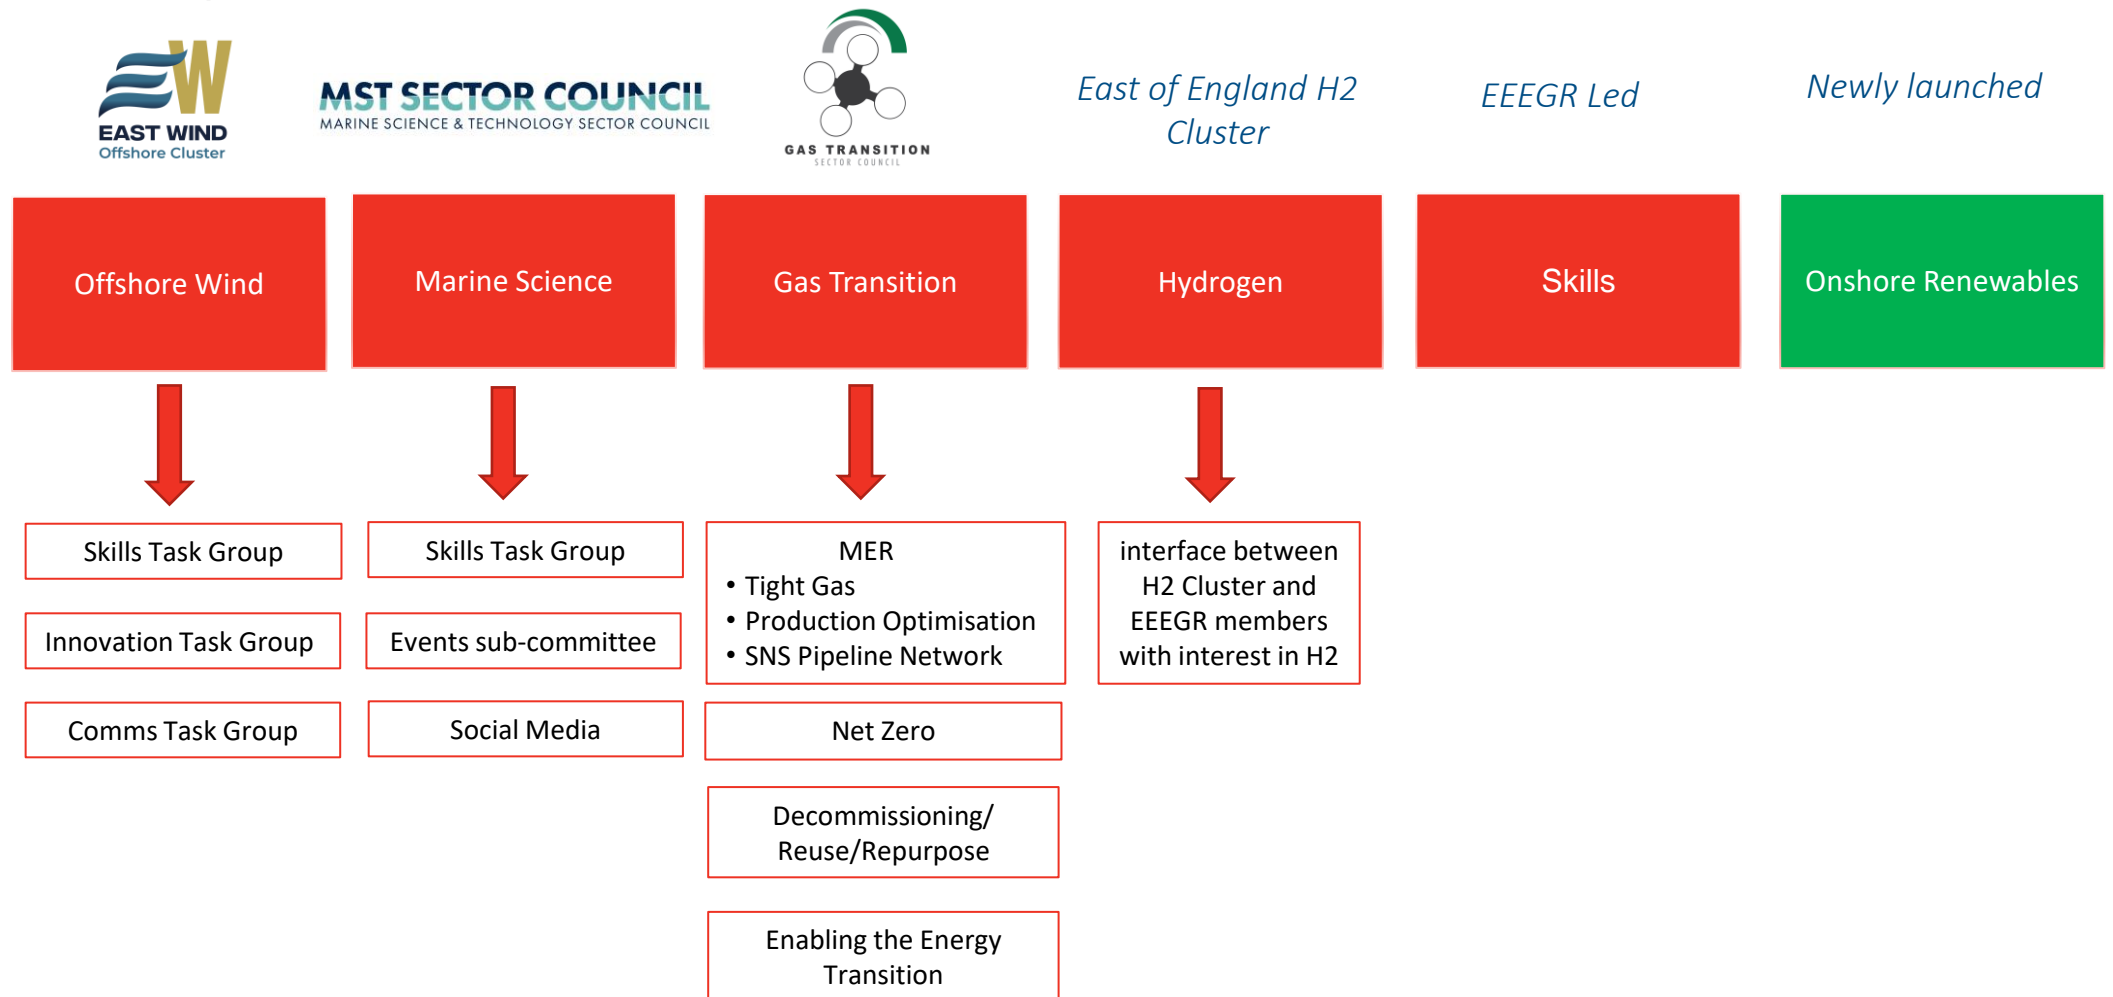 EW
EAST WIND
Offshore Cluster
MST SECTOR COUNCIL
MARINE SCIENCE & TECHNOLOGY SECTOR COUNCIL
GAS TRANSITION
SECTOR COUNCIL
East of England H2
Cluster
EEEGR Led
Newly launched
Offshore Wind
Marine Science
Gas Transition
Hydrogen
Skills
Onshore Renewables
Skills Task Group
Innovation Task Group
Comms Task Group
Skills Task Group
Events sub-committee
Social Media
MER
• Tight Gas
• Production Optimisation
• SNS Pipeline Network
Net Zero
Decommissioning/
Reuse/Repurpose
Enabling the Energy
Transition
interface between
H2 Cluster and
EEEGR members
with interest in H2